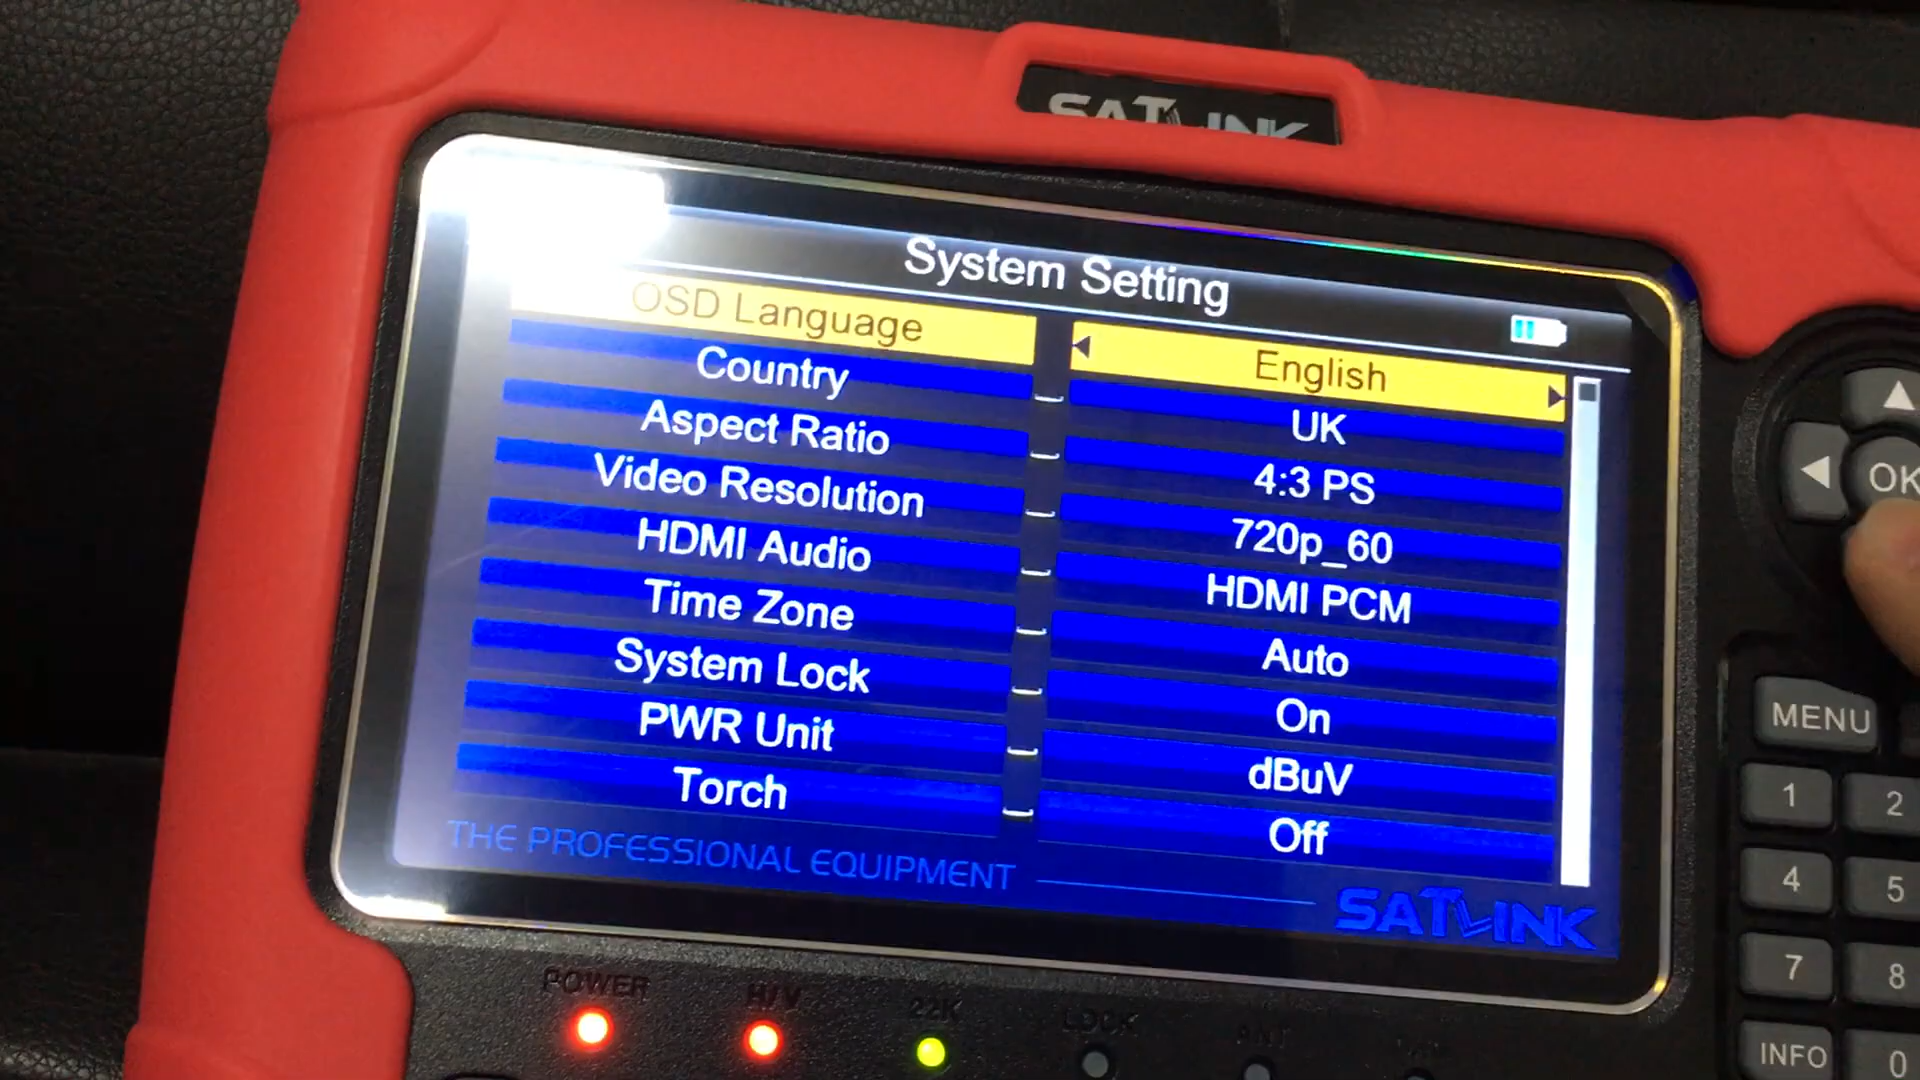 SATLINK
System Setting
OSD Language English
Country UK
Aspect Ratio 4:3 PS
Video Resolution 720p_60
HDMI Audio HDMI PCM
Time Zone Auto
System Lock On
PWR Unit dBuV
Torch Off
THE PROFESSIONAL EQUIPMENT
SATLINK
OK
MENU
1 2
4 5
7 8
INFO 0
POWER H/V 22K LOCK